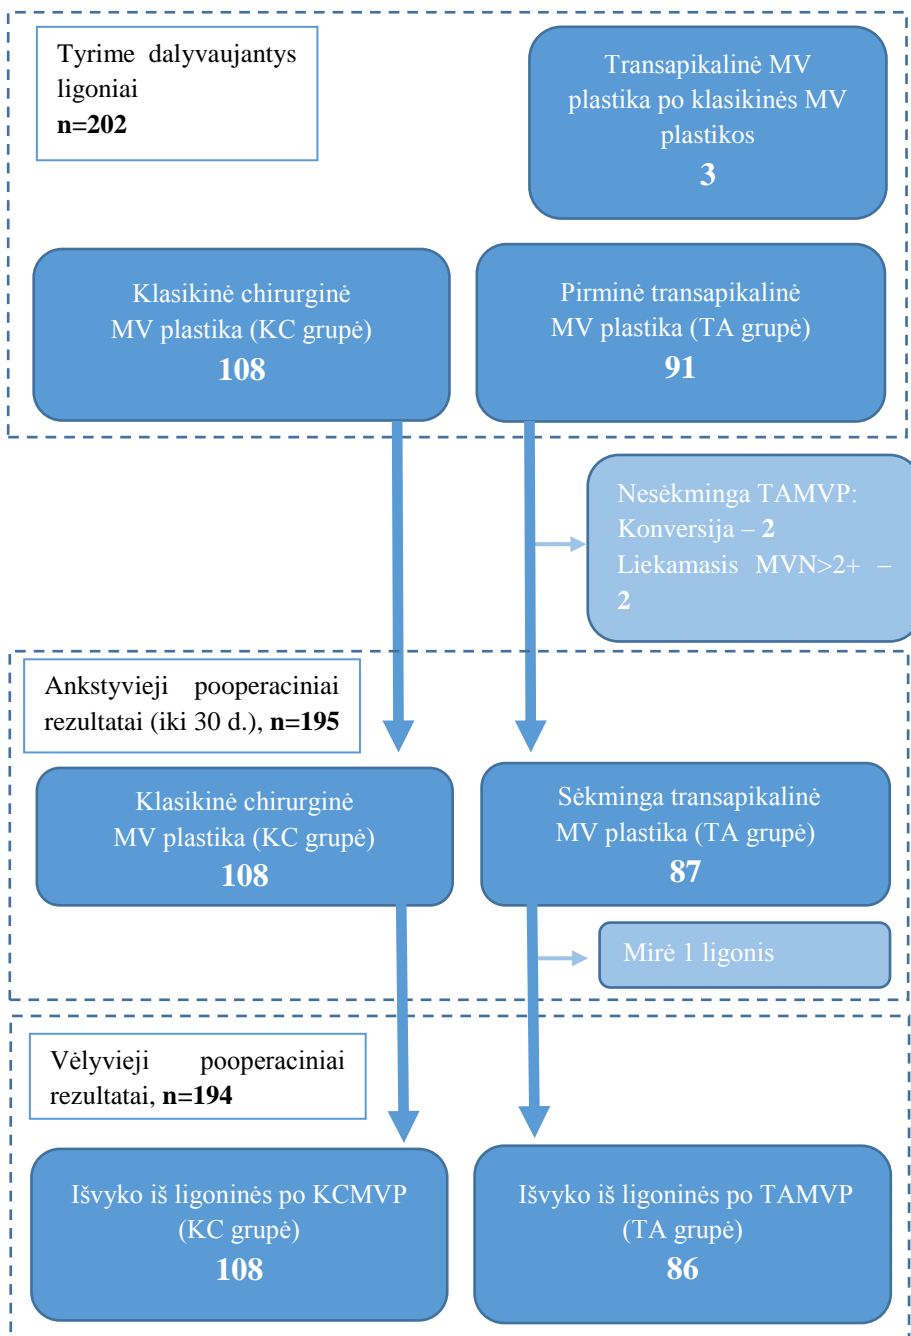 Tyrime dalyvaujantys
ligoniai
n=202
Transapikalinė MV
plastika po klasikinės MV
plastikos
3
Klasikinė chirurginė
MV plastika (KC grupė)
108
Pirminė transapikalinė
MV plastika (TA grupė)
91
Nesėkminga TAMVP:
Konversija – 2
Liekamasis MVN>2+ –
2
Ankstyvieji pooperaciniai
rezultatai (iki 30 d.), n=195
Klasikinė chirurginė
MV plastika (KC grupė)
108
Sėkminga transapikalinė
MV plastika (TA grupė)
87
Mirė 1 ligonis
Vėlyvieji pooperaciniai
rezultatai, n=194
Išvyko iš ligoninės po KCMVP
(KC grupė)
108
Išvyko iš ligoninės po TAMVP
(TA grupė)
86